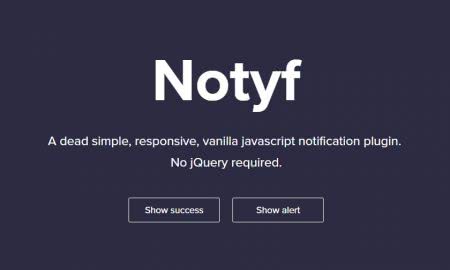 Notyf
A dead simple, responsive, vanilla javascript notification plugin.
No jQuery required.
Show success Show alert